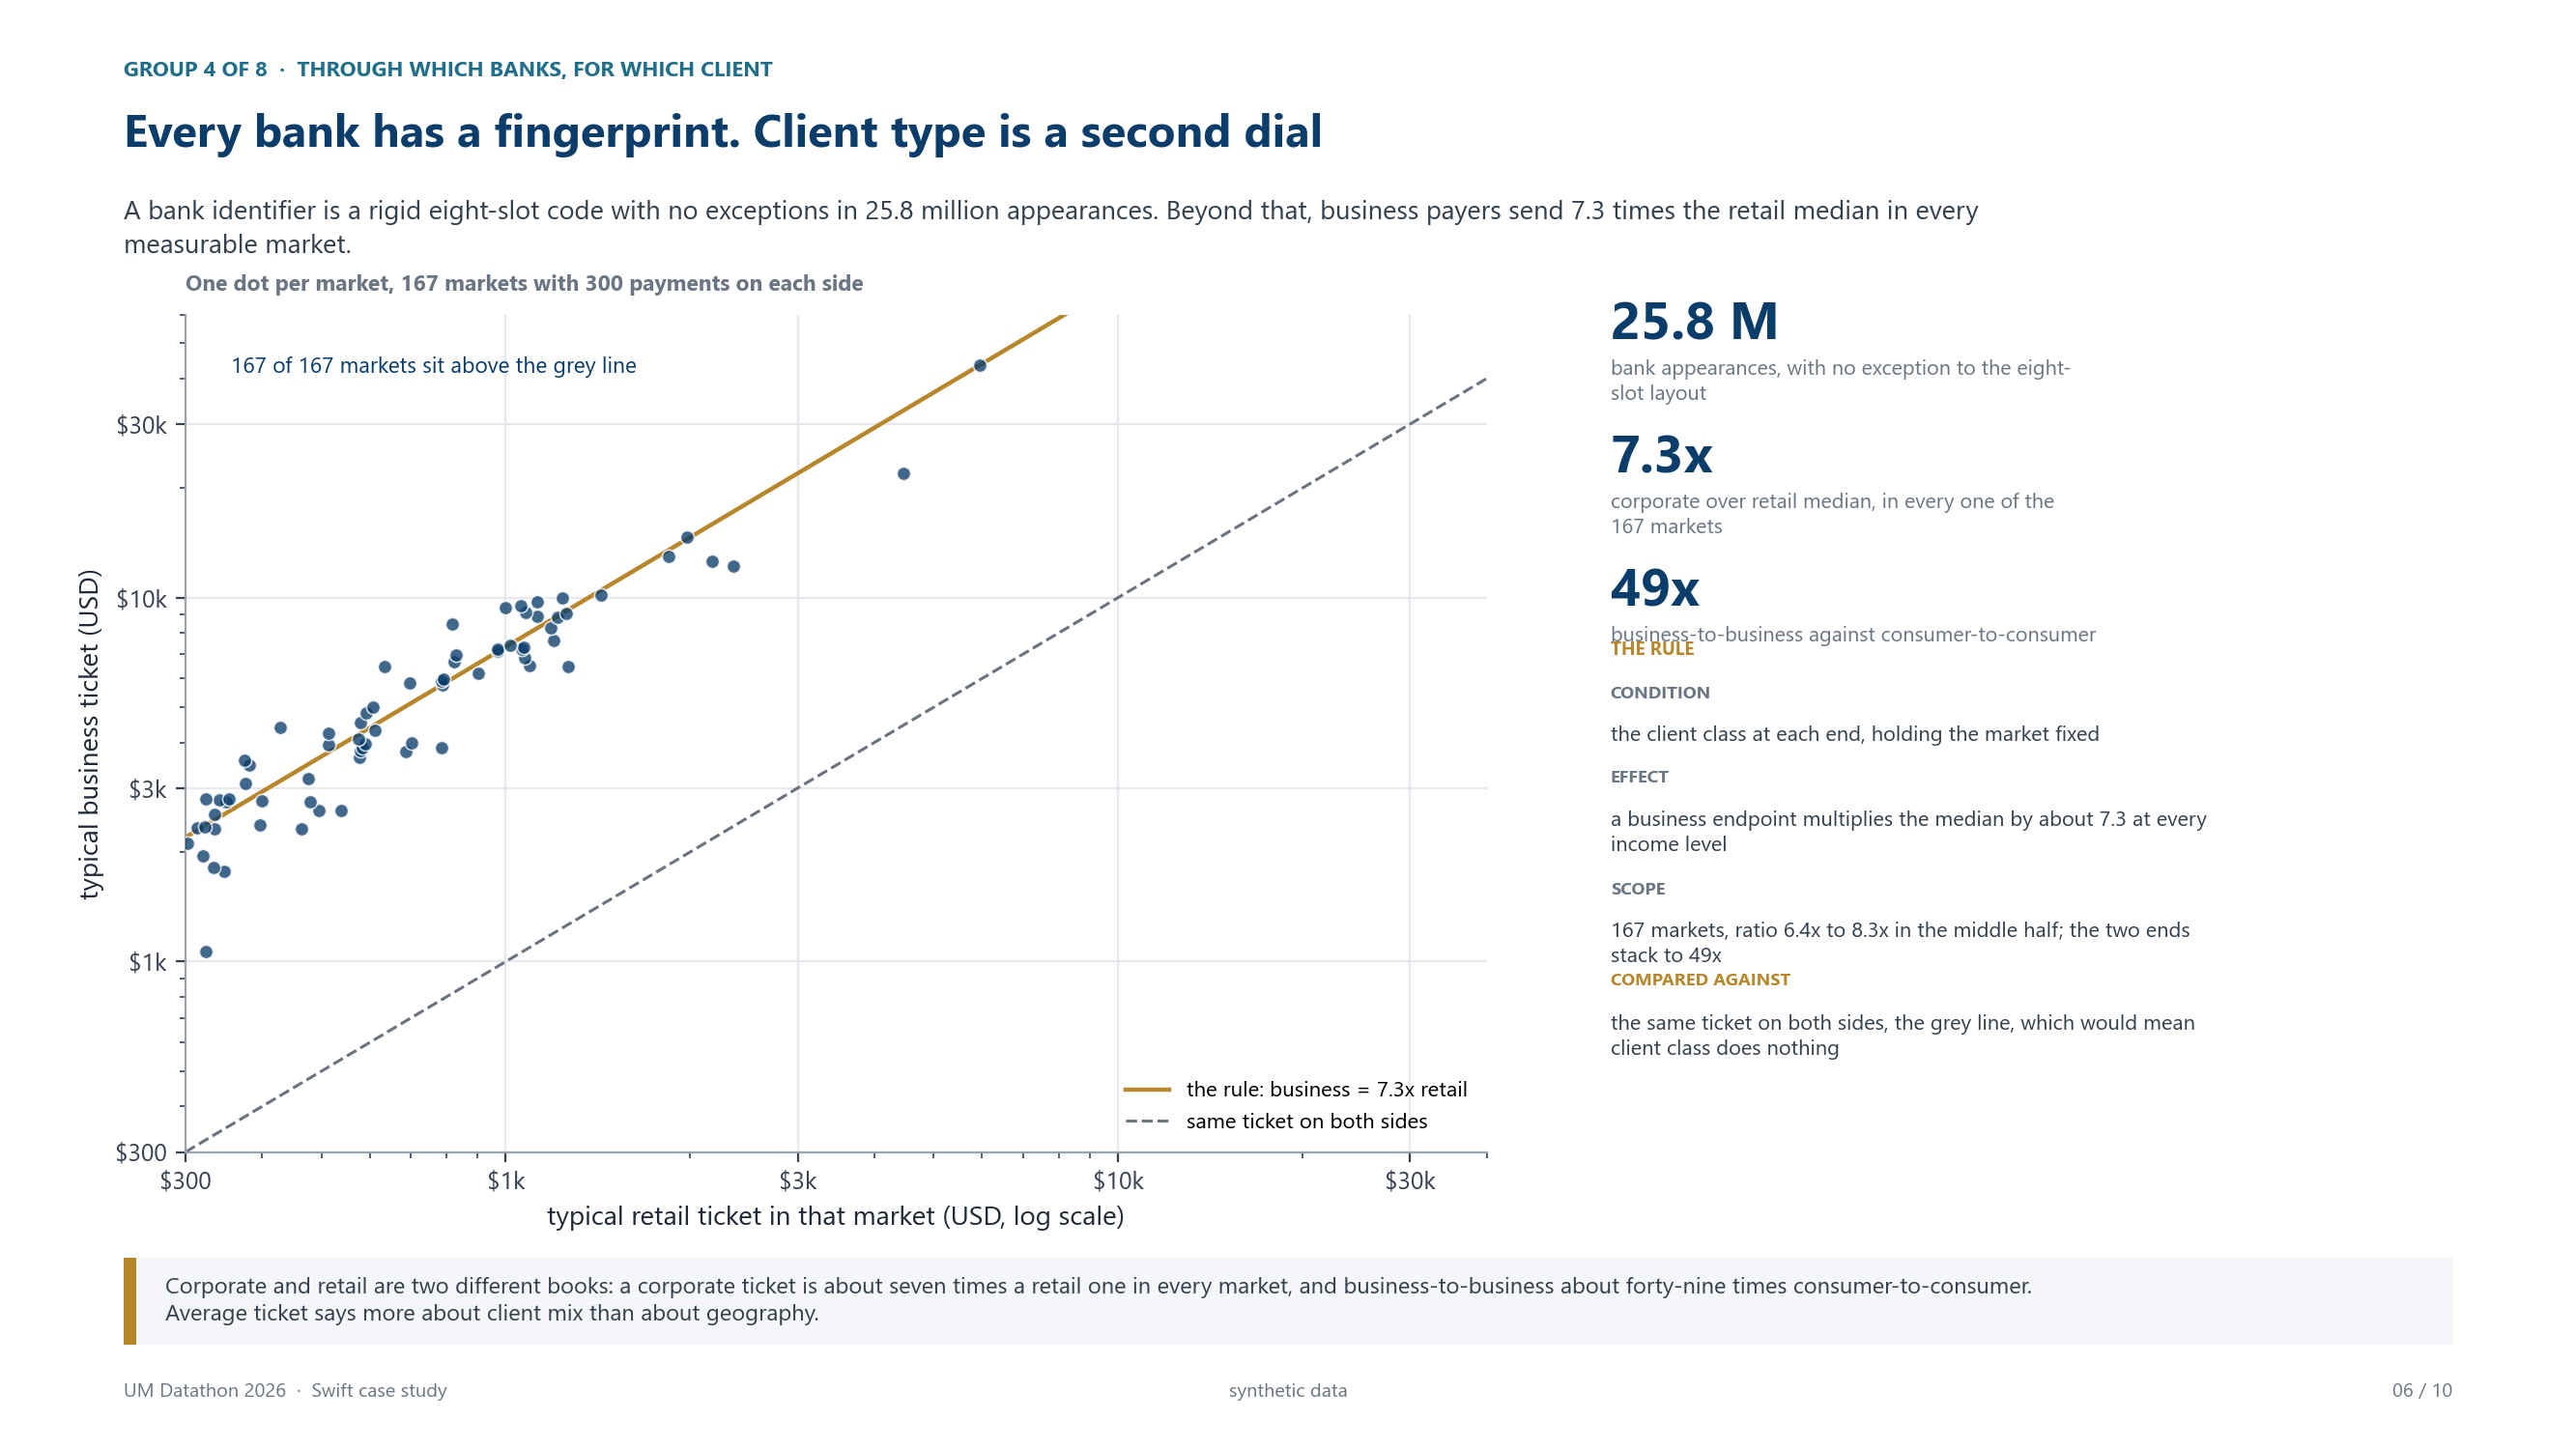 GROUP 4 OF 8 · THROUGH WHICH BANKS, FOR WHICH CLIENT
Every bank has a fingerprint. Client type is a second dial
A bank identifier is a rigid eight-slot code with no exceptions in 25.8 million appearances. Beyond that, business payers send 7.3 times the retail median in every
measurable market.
One dot per market, 167 markets with 300 payments on each side
167 of 167 markets sit above the grey line
typical business ticket (USD)
$30k
$10k
$3k
$1k
$300
$300
$1k
$3k
$10k
$30k
typical retail ticket in that market (USD, log scale)
the rule: business = 7.3x retail
same ticket on both sides
25.8 M
bank appearances, with no exception to the eight-
slot layout
7.3x
corporate over retail median, in every one of the
167 markets
49x
business-to-business against consumer-to-consumer
THE RULE
CONDITION
the client class at each end, holding the market fixed
EFFECT
a business endpoint multiplies the median by about 7.3 at every
income level
SCOPE
167 markets, ratio 6.4x to 8.3x in the middle half; the two ends
stack to 49x
COMPARED AGAINST
the same ticket on both sides, the grey line, which would mean
client class does nothing
Corporate and retail are two different books: a corporate ticket is about seven times a retail one in every market, and business-to-business about forty-nine times consumer-to-consumer.
Average ticket says more about client mix than about geography.
UM Datathon 2026 · Swift case study
synthetic data
06 / 10